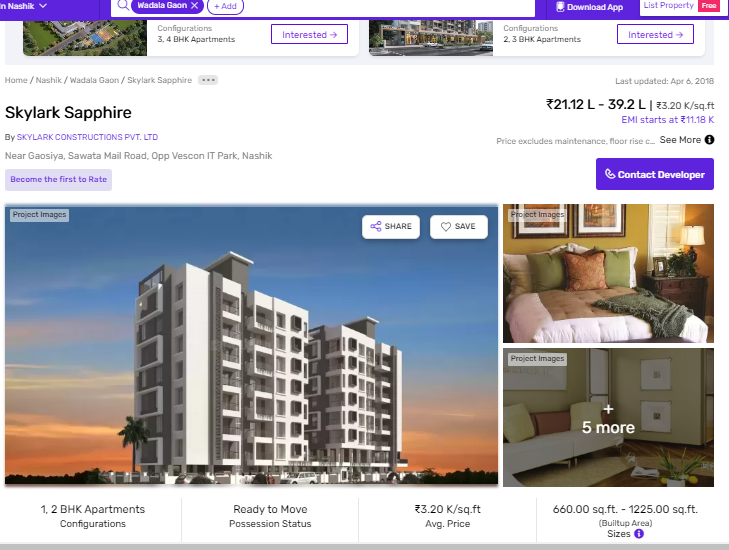 In Nashik
Wadala Gaon
+ Add
Download App
List Property Free
Configurations
3, 4 BHK Apartments
Interested →
Configurations
2, 3 BHK Apartments
Interested →
Home / Nashik / Wadala Gaon / Skylark Sapphire
Last updated: Apr 6, 2018
Skylark Sapphire
₹21.12 L - 39.2 L | ₹3.20 K/sq.ft
EMI starts at ₹11.18 K
By SKYLARK CONSTRUCTIONS PVT. LTD
Price excludes maintenance, floor rise c... See More
Near Gaosiya, Sawata Mail Road, Opp Vescon IT Park, Nashik
Contact Developer
Become the first to Rate
Project Images
SHARE
SAVE
Project Images
Project Images
+
5 more
1, 2 BHK Apartments
Configurations
Ready to Move
Possession Status
₹3.20 K/sq.ft
Avg. Price
660.00 sq.ft. - 1225.00 sq.ft.
(Builtup Area)
Sizes